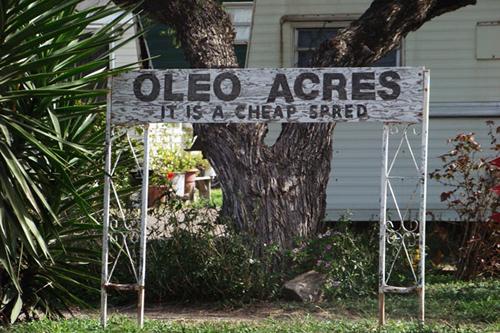 OLEO ACRES
IT IS A CHEAP SPRED